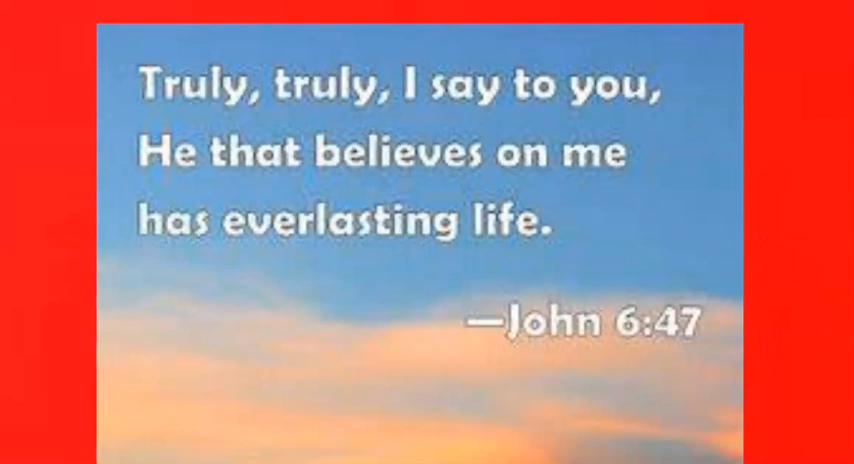 Truly, truly, I say to you,
He that believes on me
has everlasting life.
—John 6:47